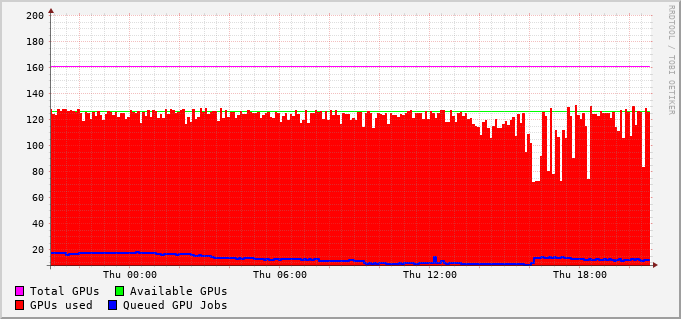 200
180
160
140
120
100
80
60
40
20
Thu 00:00 Thu 06:00 Thu 12:00 Thu 18:00
Total GPUs Available GPUs
GPUs used Queued GPU Jobs
RRDTOOL / TOBI OETIKER